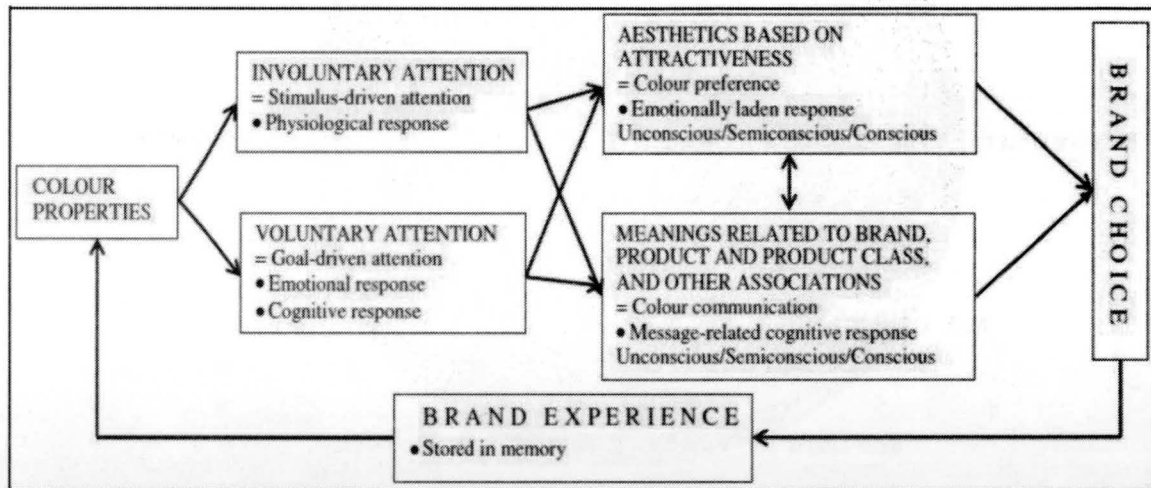 COLOUR
PROPERTIES
INVOLUNTARY ATTENTION
= Stimulus-driven attention
• Physiological response
VOLUNTARY ATTENTION
= Goal-driven attention
• Emotional response
• Cognitive response
AESTHETICS BASED ON
ATTRACTIVENESS
= Colour preference
• Emotionally laden response
Unconscious/Semiconscious/Conscious
MEANINGS RELATED TO BRAND,
PRODUCT AND PRODUCT CLASS,
AND OTHER ASSOCIATIONS
= Colour communication
• Message-related cognitive response
Unconscious/Semiconscious/Conscious
BRAND CHOICE
BRAND EXPERIENCE
• Stored in memory